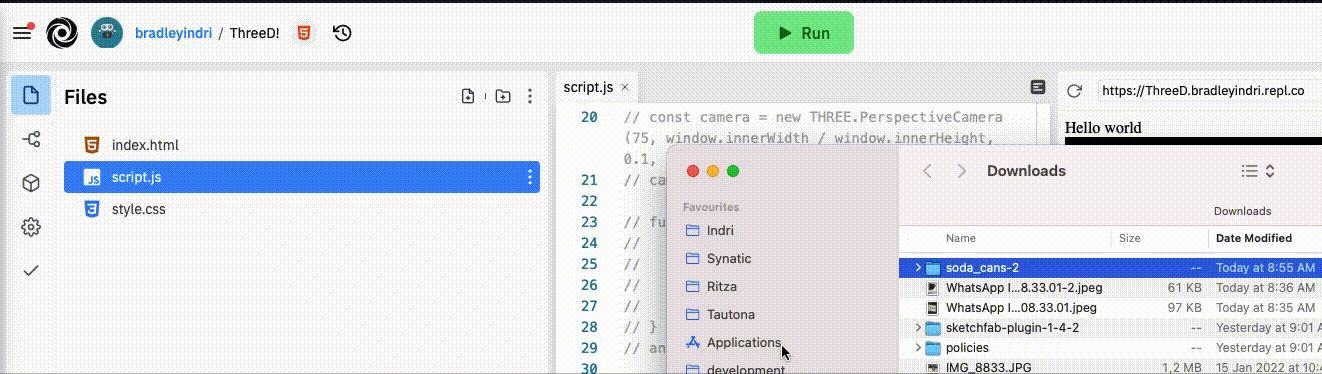 bradleyindri / ThreeD!
Run
Files
index.html
script.js
style.css
script.js ×
20 // const camera = new THREE.PerspectiveCamera
(75, window.innerWidth / window.innerHeight,
0.1,
21 // ca
22
23 // fu
24 //
25 //
26 //
27 //
28 // }
29 // an
30
https://ThreeD.bradleyindri.repl.co
Hello world
Favourites
Indri
Synatic
Ritza
Tautona
Applications
development
Downloads
Downloads
Name Size Date Modified
soda_cans-2 -- Today at 8:55 AM
WhatsApp I...8.33.01-2.jpeg 61 KB Today at 8:36 AM
WhatsApp I...08.33.01.jpeg 97 KB Today at 8:35 AM
sketchfab-plugin-1-4-2 -- Yesterday at 9:01 A
policies -- Yesterday at 9:01 A
IMG_8833.JPG 1,2 MB 15 Jan 2022 at 10:4